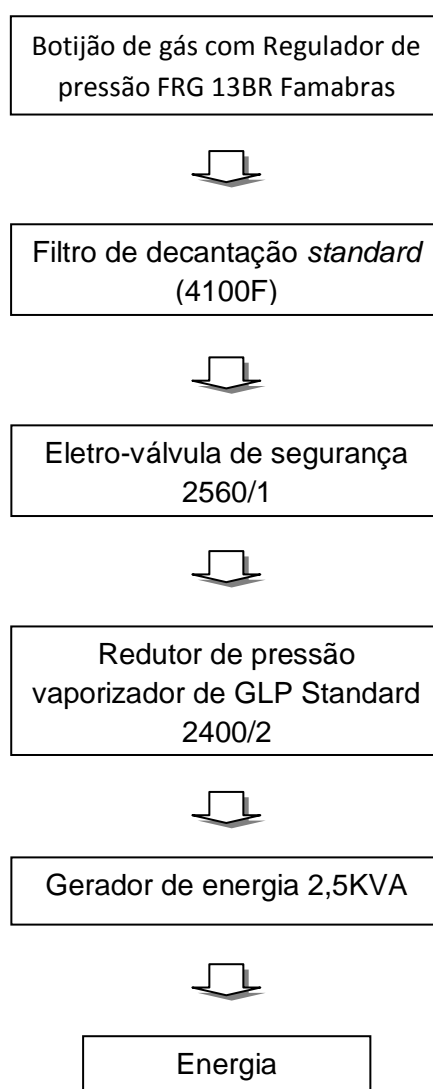 Botijão de gás com Regulador de
pressão FRG 13BR Famabras
Filtro de decantação standard
(4100F)
Eletro-válvula de segurança
2560/1
Redutor de pressão
vaporizador de GLP Standard
2400/2
Gerador de energia 2,5KVA
Energia